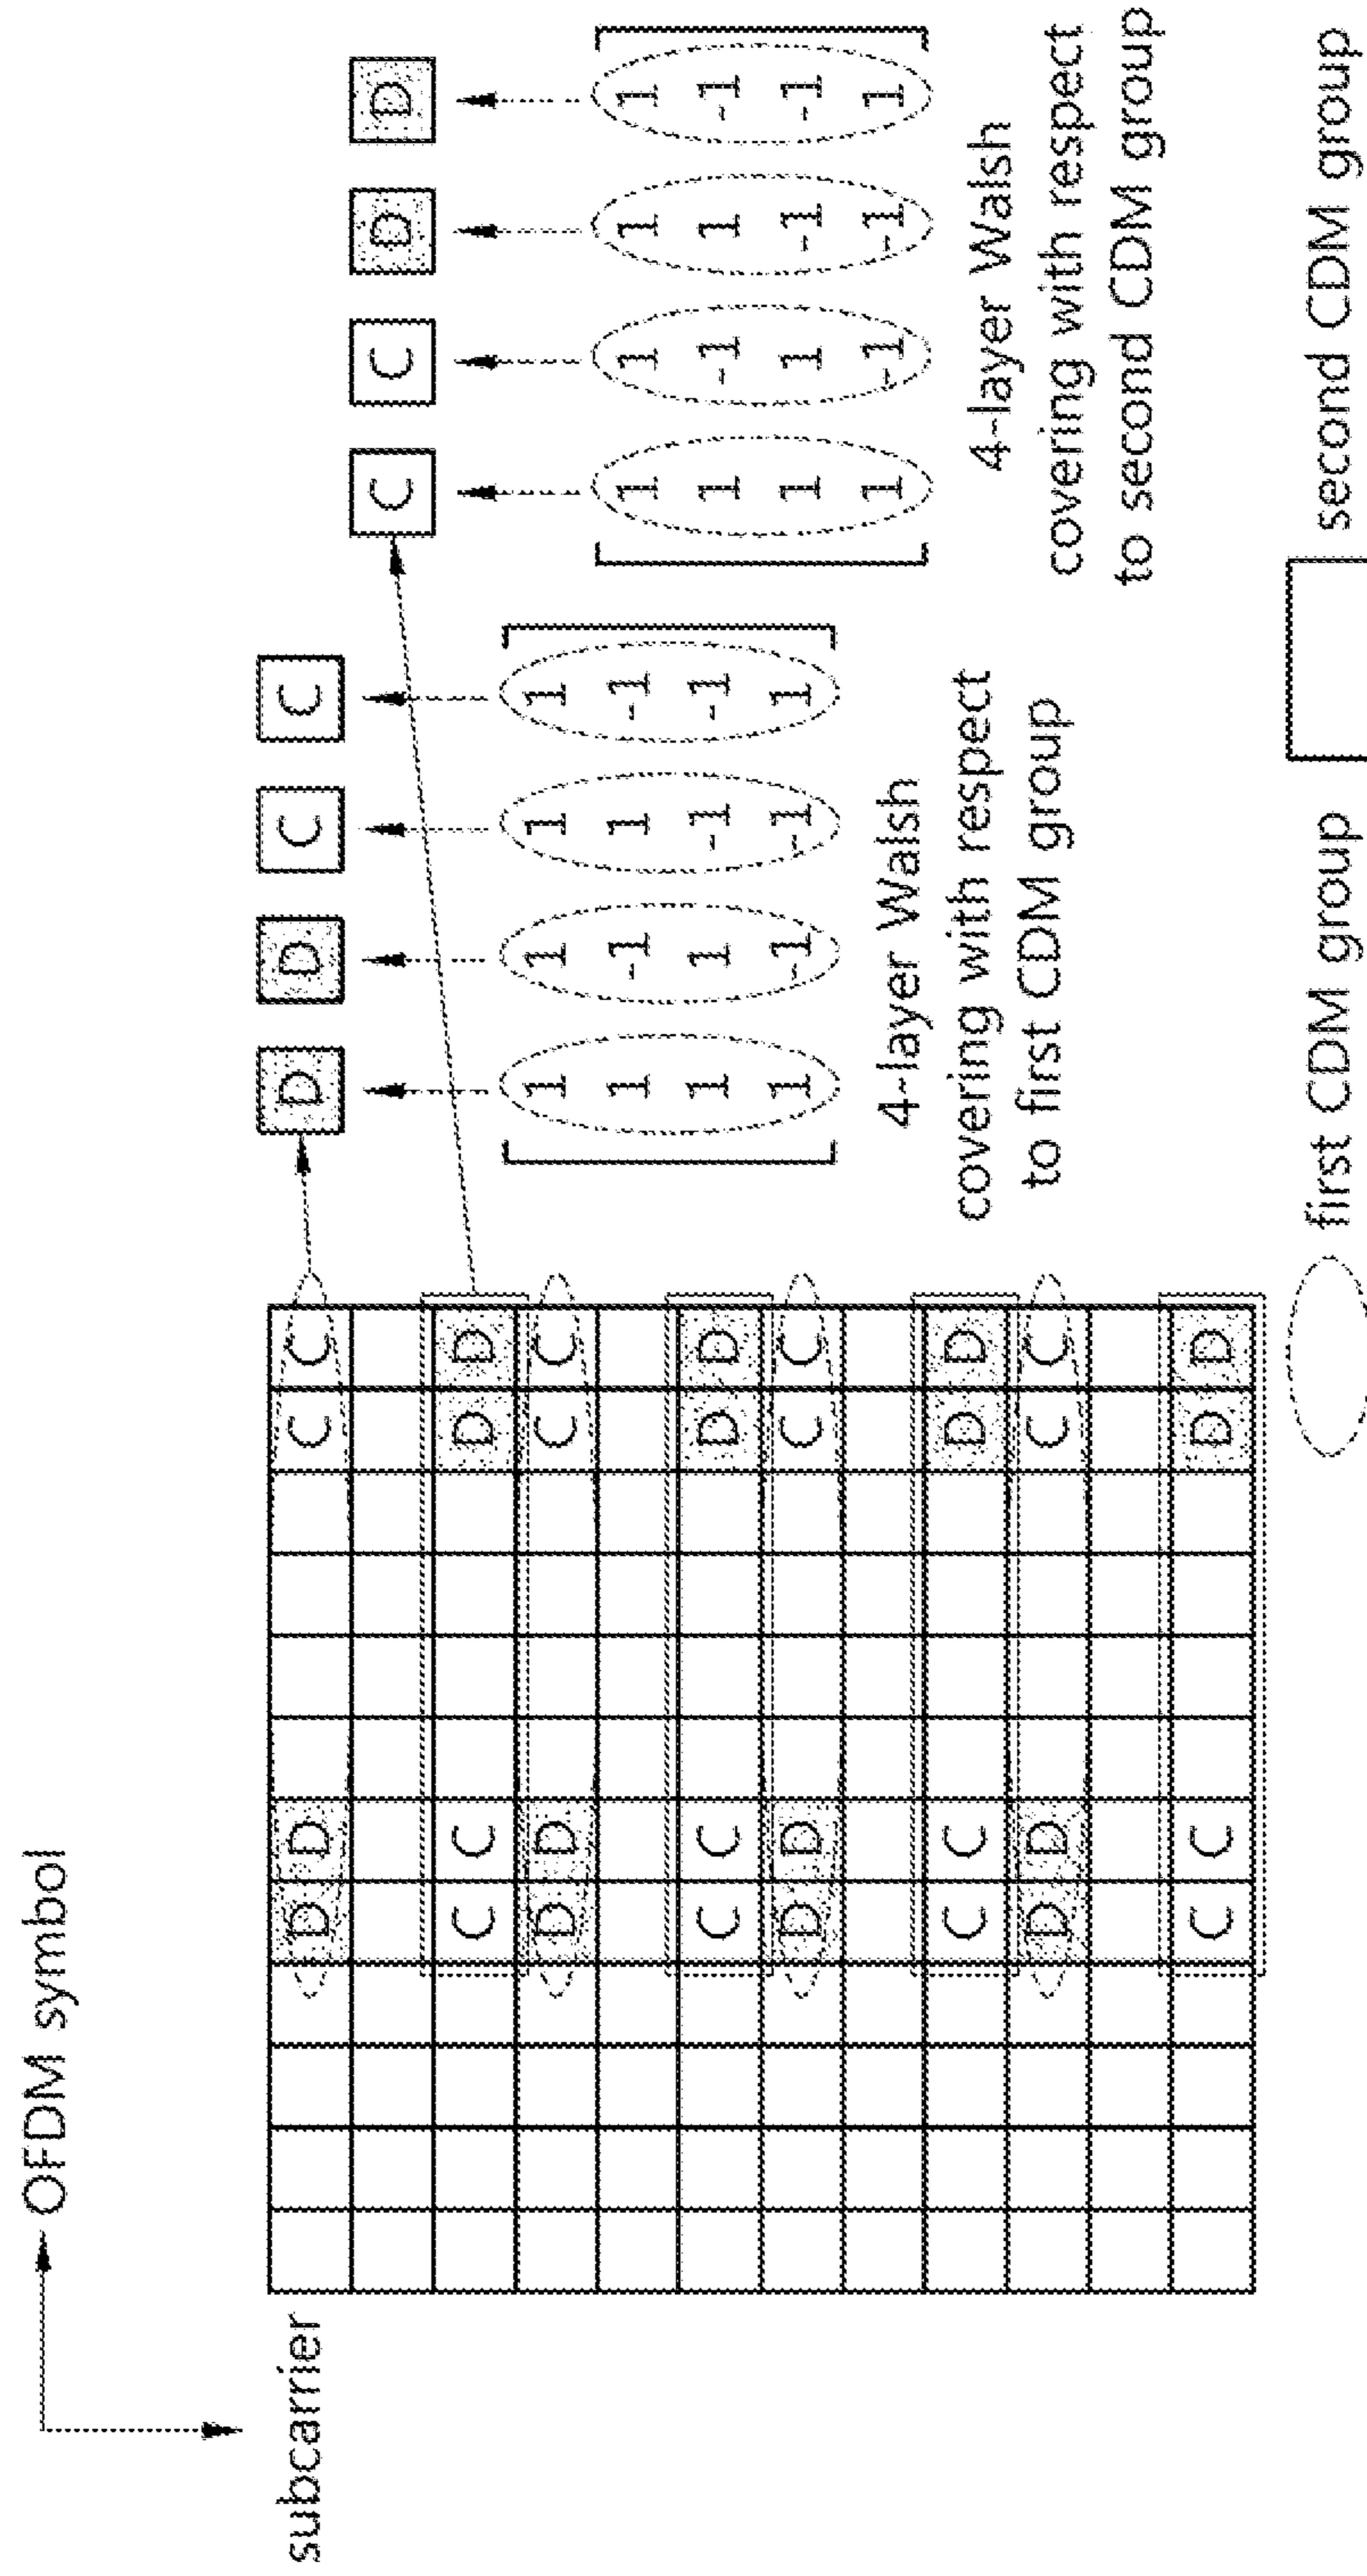 OFDM symbol
subcarrier
D D C C
C C D D
D D C C
C C D D
D D C C
C C D D
D D C C
C C D D
D D C C
1 1 1 1
1 -1 1 -1
1 1 -1 -1
1 -1 -1 1
4-layer Walsh
covering with respect
to first CDM group
C C D D
1 1 1 1
1 -1 1 -1
1 1 -1 -1
1 -1 -1 1
4-layer Walsh
covering with respect
to second CDM group
first CDM group
second CDM group